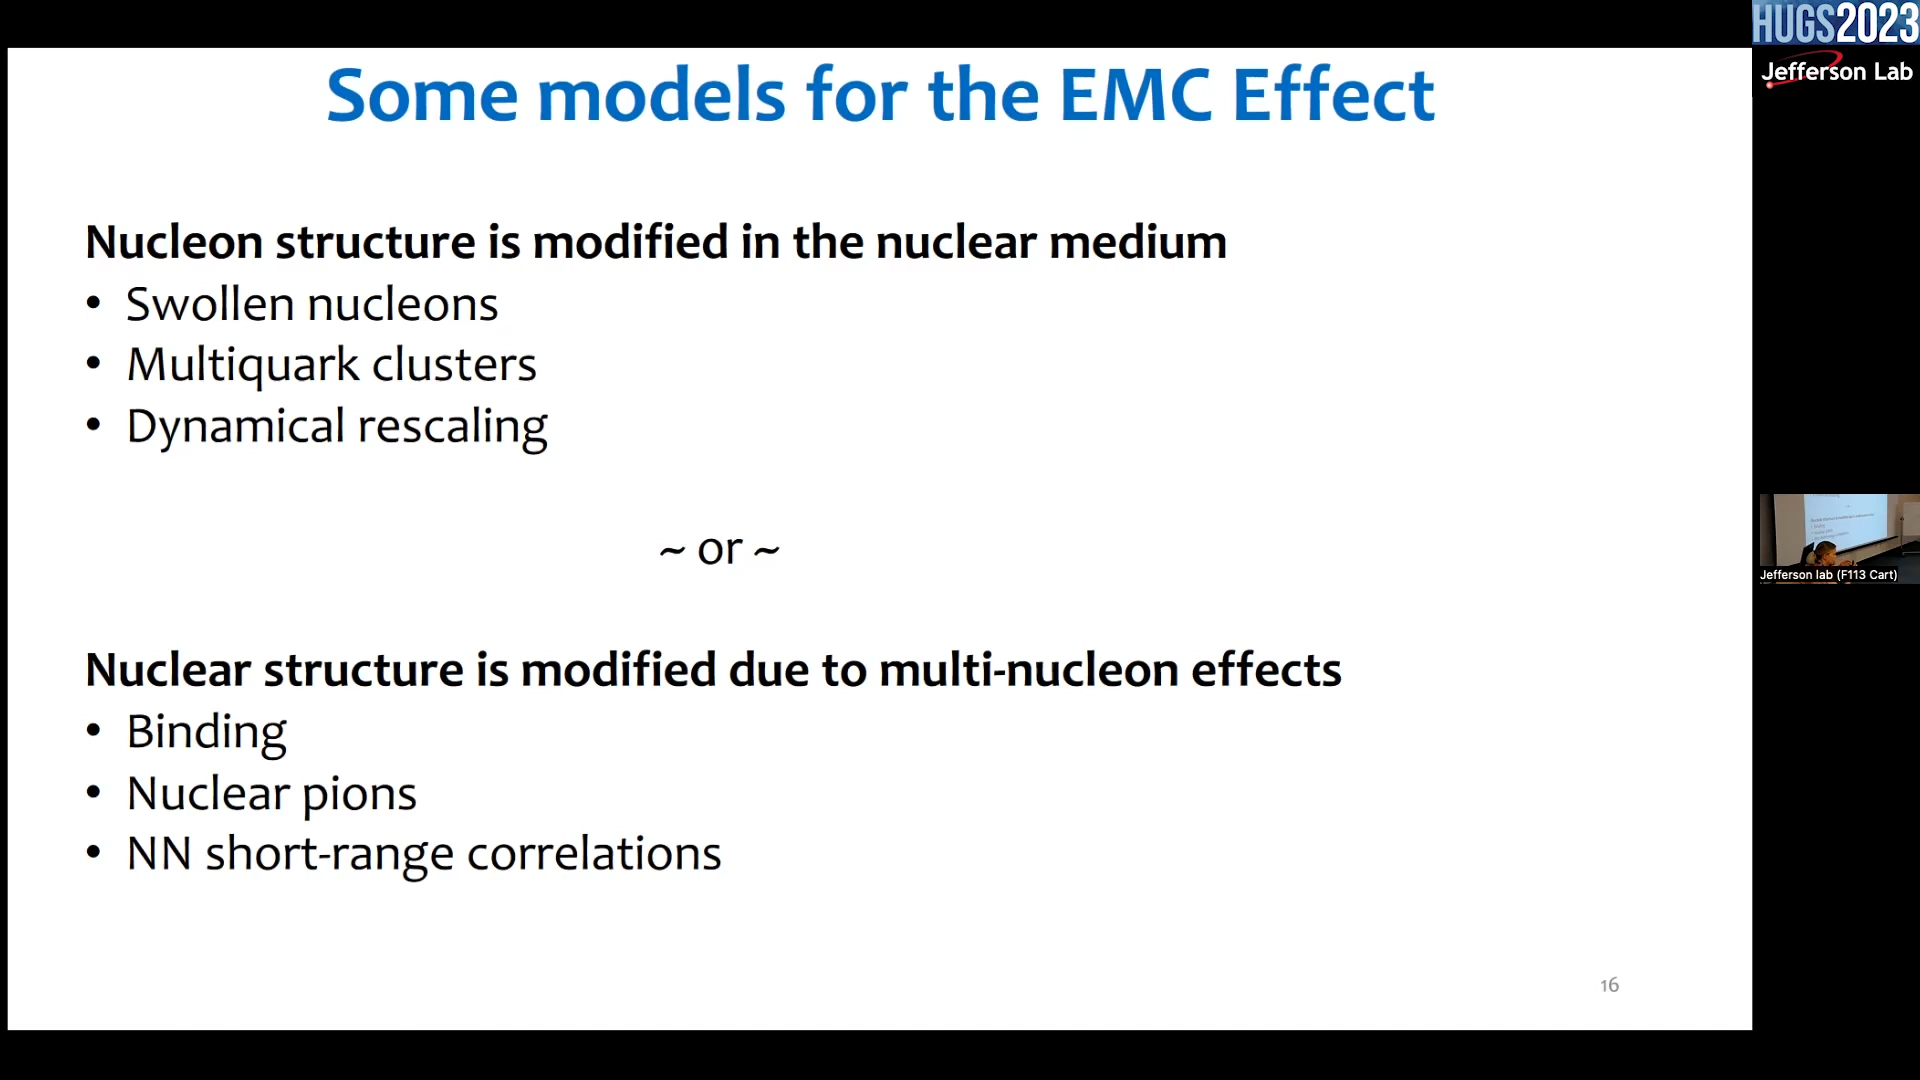 Some models for the EMC Effect
HUGS2023
Jefferson Lab
Nucleon structure is modified in the nuclear medium
• Swollen nucleons
• Multiquark clusters
• Dynamical rescaling
~ or ~
Nuclear structure is modified due to multi-nucleon effects
• Binding
• Nuclear pions
• NN short-range correlations
Jefferson lab (F113 Cart)
16